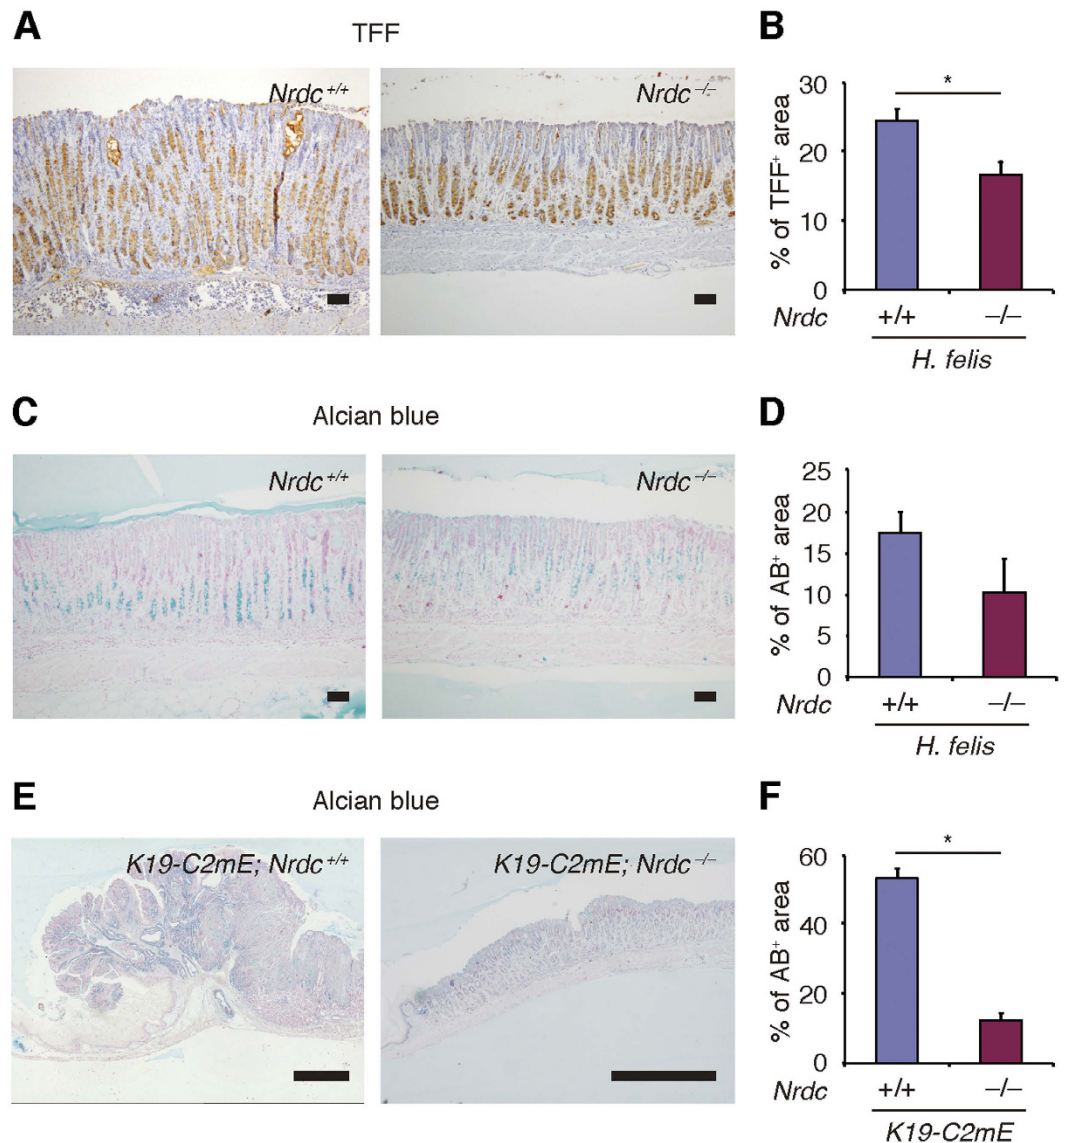 A
TFF
Nrdc+/+
Nrdc−/−
B
30
20
10
0
% of TFF+ area
*
Nrdc
+/+
−/−
H. felis
C
Alcian blue
Nrdc+/+
Nrdc−/−
D
25
20
15
10
5
0
% of AB+ area
Nrdc
+/+
−/−
H. felis
E
Alcian blue
K19-C2mE; Nrdc+/+
K19-C2mE; Nrdc−/−
F
60
40
20
0
% of AB+ area
*
Nrdc
+/+
−/−
K19-C2mE